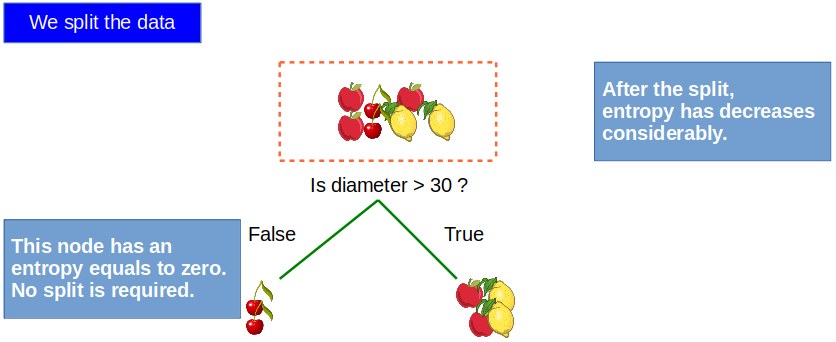 We split the data
After the split,
entropy has decreases
considerably.
Is diameter > 30 ?
False
True
This node has an
entropy equals to zero.
No split is required.